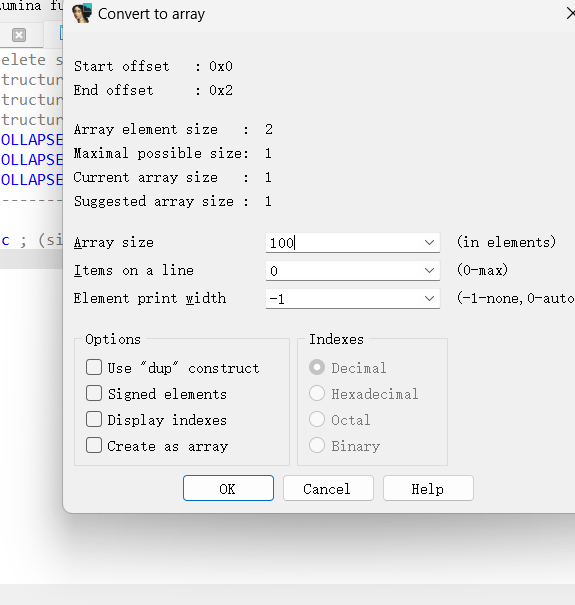 umina fu
Convert to array
elete s
tructur
tructur
tructur
OLLAPSE
OLLAPSE
OLLAPSE
-------
c ; (si
Start offset : 0x0
End offset : 0x2
Array element size : 2
Maximal possible size: 1
Current array size : 1
Suggested array size : 1
Array size 100 (in elements)
Items on a line 0 (0-max)
Element print width -1 (-1-none,0-auto
Options
Use "dup" construct
Signed elements
Display indexes
Create as array
Indexes
Decimal
Hexadecimal
Octal
Binary
OK Cancel Help